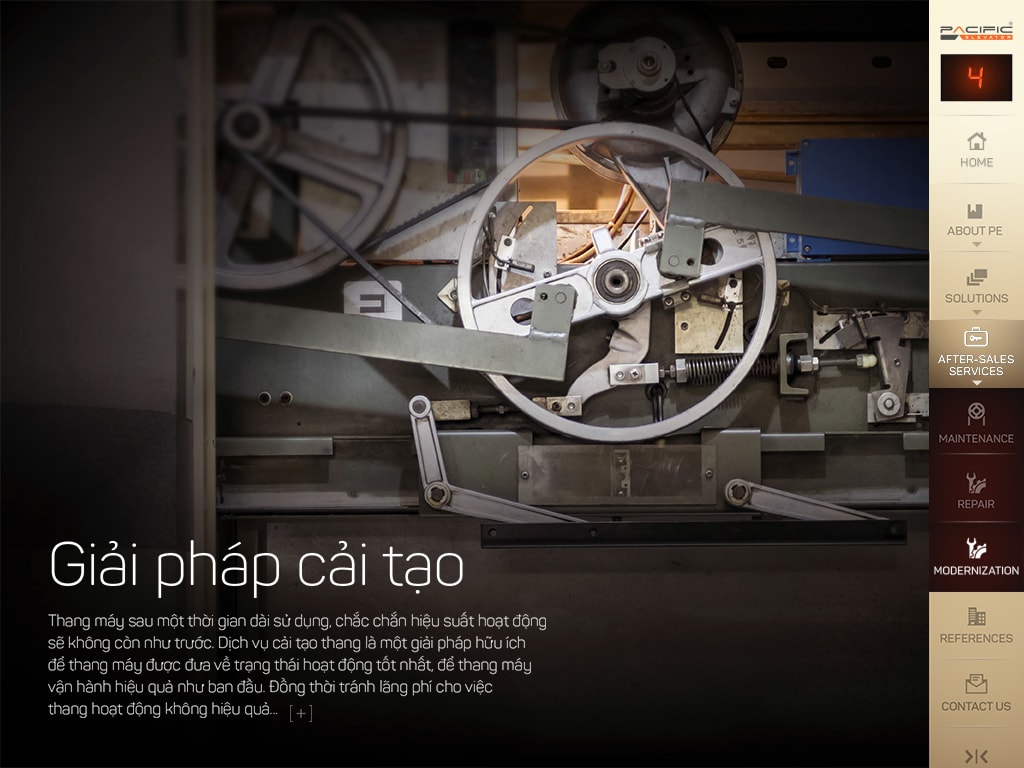 PACIFIC
ELEVATOR
4
HOME
ABOUT PE
SOLUTIONS
AFTER-SALES
SERVICES
MAINTENANCE
REPAIR
MODERNIZATION
REFERENCES
CONTACT US
Giải pháp cải tạo
Thang máy sau một thời gian dài sử dụng, chắc chắn hiệu suất hoạt động
sẽ không còn như trước. Dịch vụ cải tạo thang là một giải pháp hữu ích
để thang máy được đưa về trạng thái hoạt động tốt nhất, để thang máy
vận hành hiệu quả như ban đầu. Đồng thời tránh lãng phí cho việc
thang hoạt động không hiệu quả... [+]